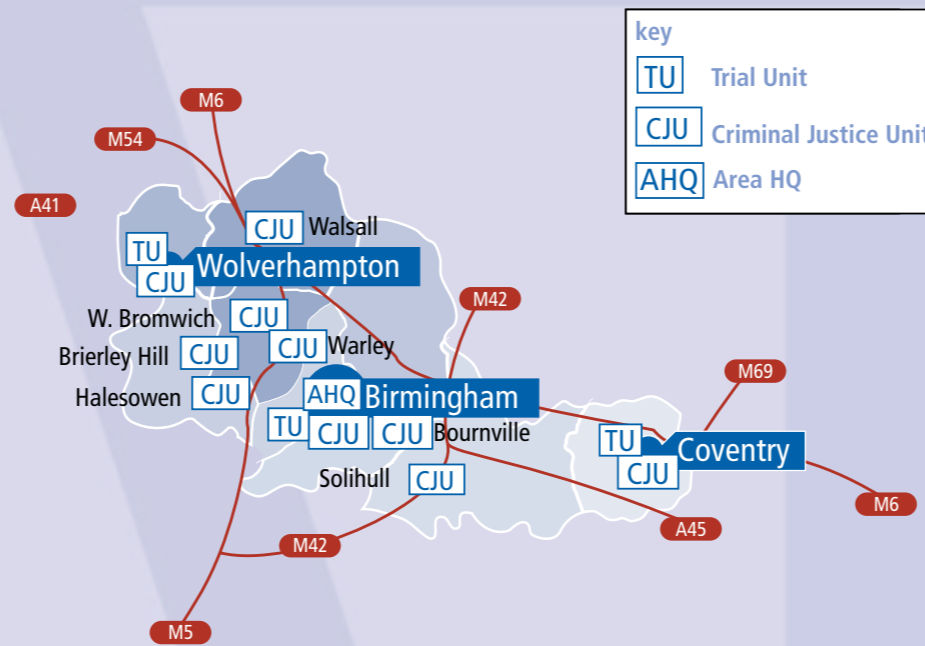 key
TU Trial Unit
CJU Criminal Justice Unit
AHQ Area HQ
M6
M54
A41
CJU Walsall
TU
CJU
Wolverhampton
M42
W. Bromwich CJU
CJU Warley
Brierley Hill CJU
M69
Halesowen CJU
AHQ Birmingham
TU CJU CJU Bournville
TU
CJU
Coventry
Solihull CJU
M6
A45
M42
M5